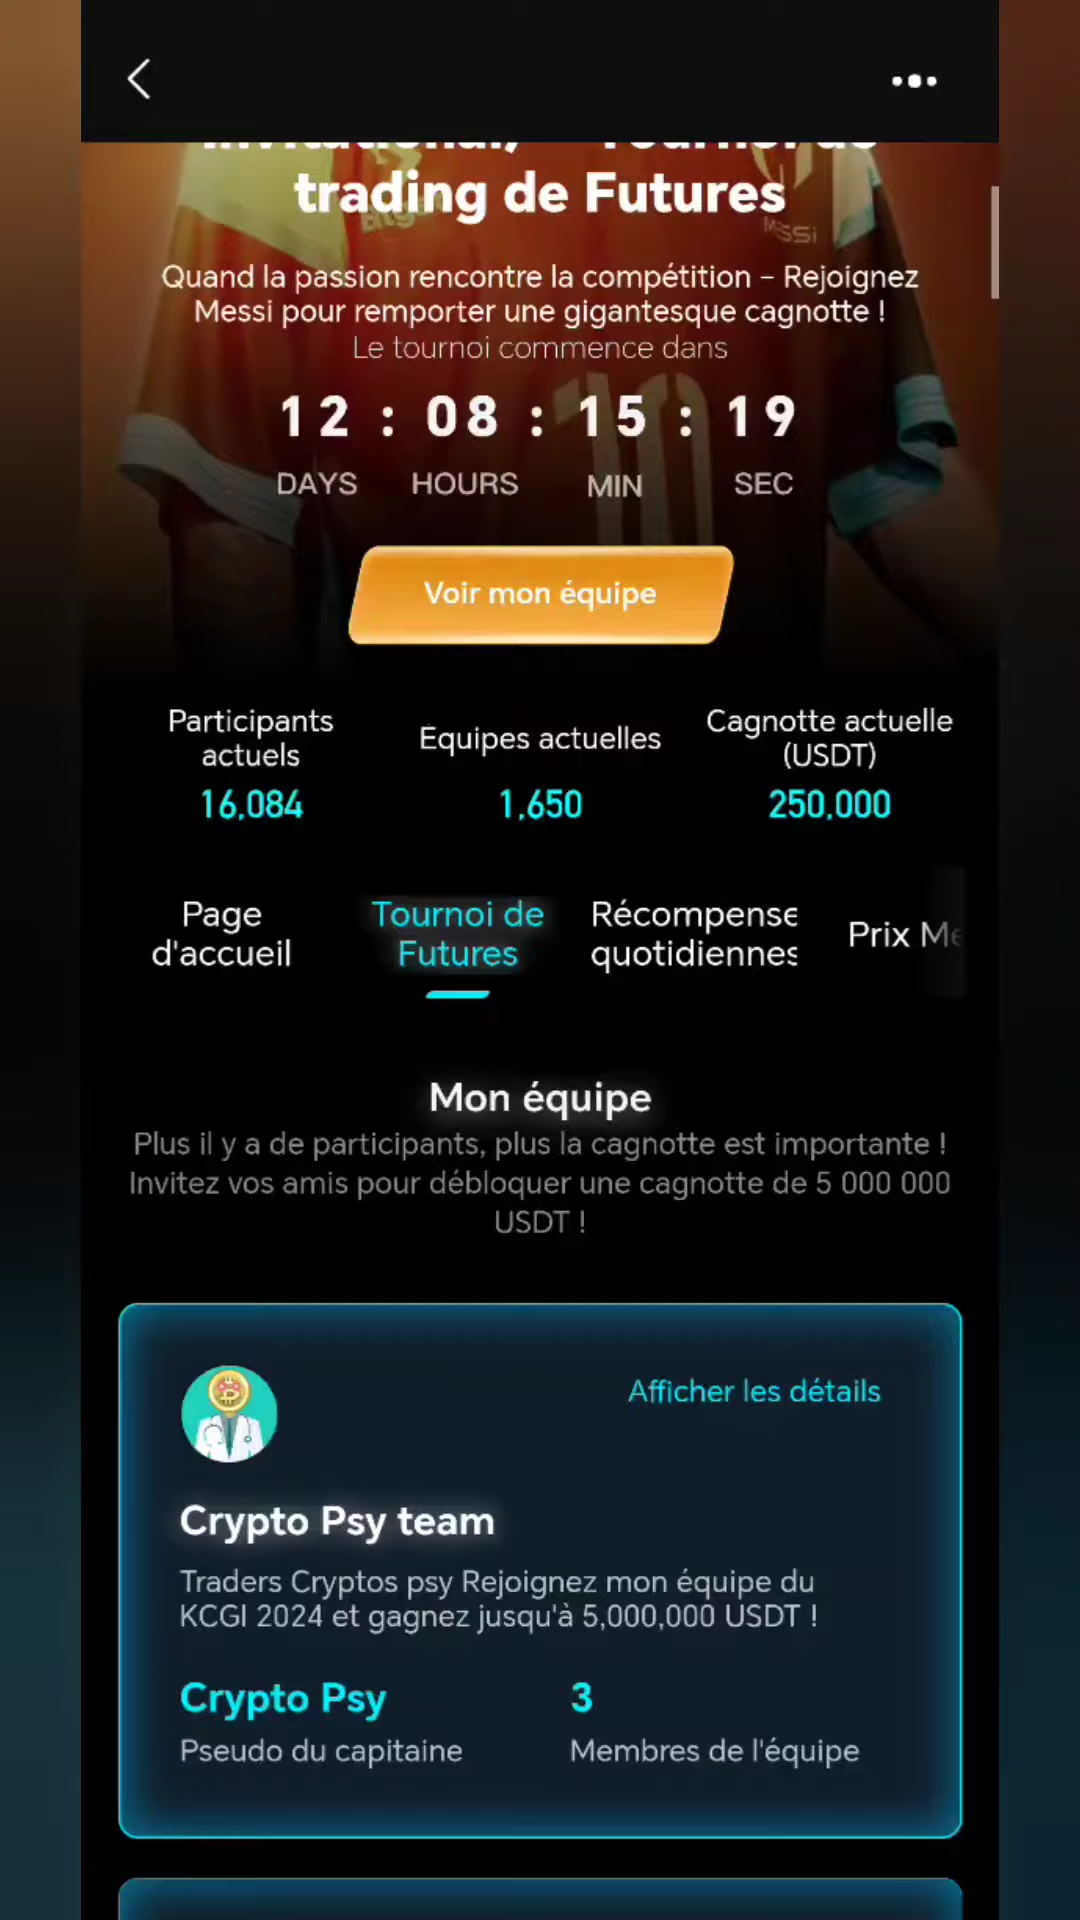 trading de Futures
Bitget
MESSI
Quand la passion rencontre la compétition – Rejoignez
Messi pour remporter une gigantesque cagnotte !
Le tournoi commence dans
12 : 08 : 15 : 19
DAYS HOURS MIN SEC
10
Voir mon équipe
Participants
actuels
16,084
Équipes actuelles
1,650
Cagnotte actuelle
(USDT)
250,000
Page
d'accueil
Tournoi de
Futures
Récompense
quotidiennes
Prix Me
Mon équipe
Plus il y a de participants, plus la cagnotte est importante !
Invitez vos amis pour débloquer une cagnotte de 5 000 000
USDT !
Afficher les détails
Crypto Psy team
Traders Cryptos psy Rejoignez mon équipe du
KCGI 2024 et gagnez jusqu'à 5,000,000 USDT !
Crypto Psy
Pseudo du capitaine
3
Membres de l'équipe